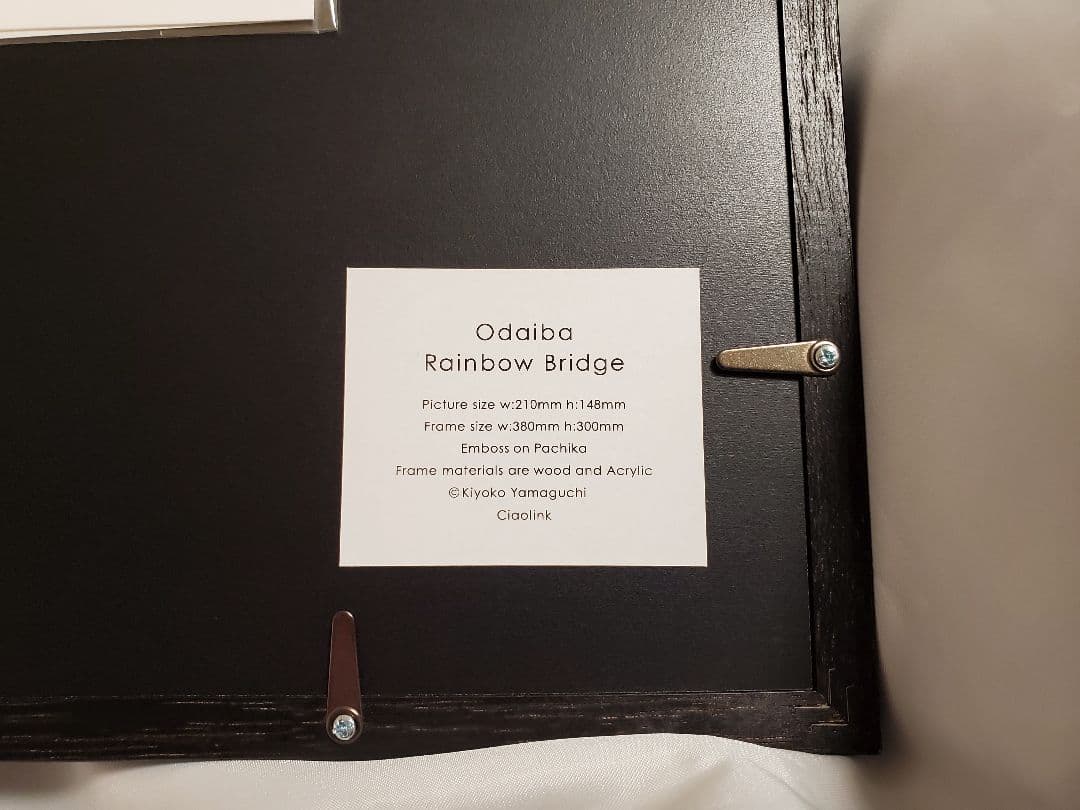 Odaiba
Rainbow Bridge
Picture size w:210mm h:148mm
Frame size w:380mm h:300mm
Emboss on Pachika
Frame materials are wood and Acrylic
©Kiyoko Yamaguchi
Ciaolink